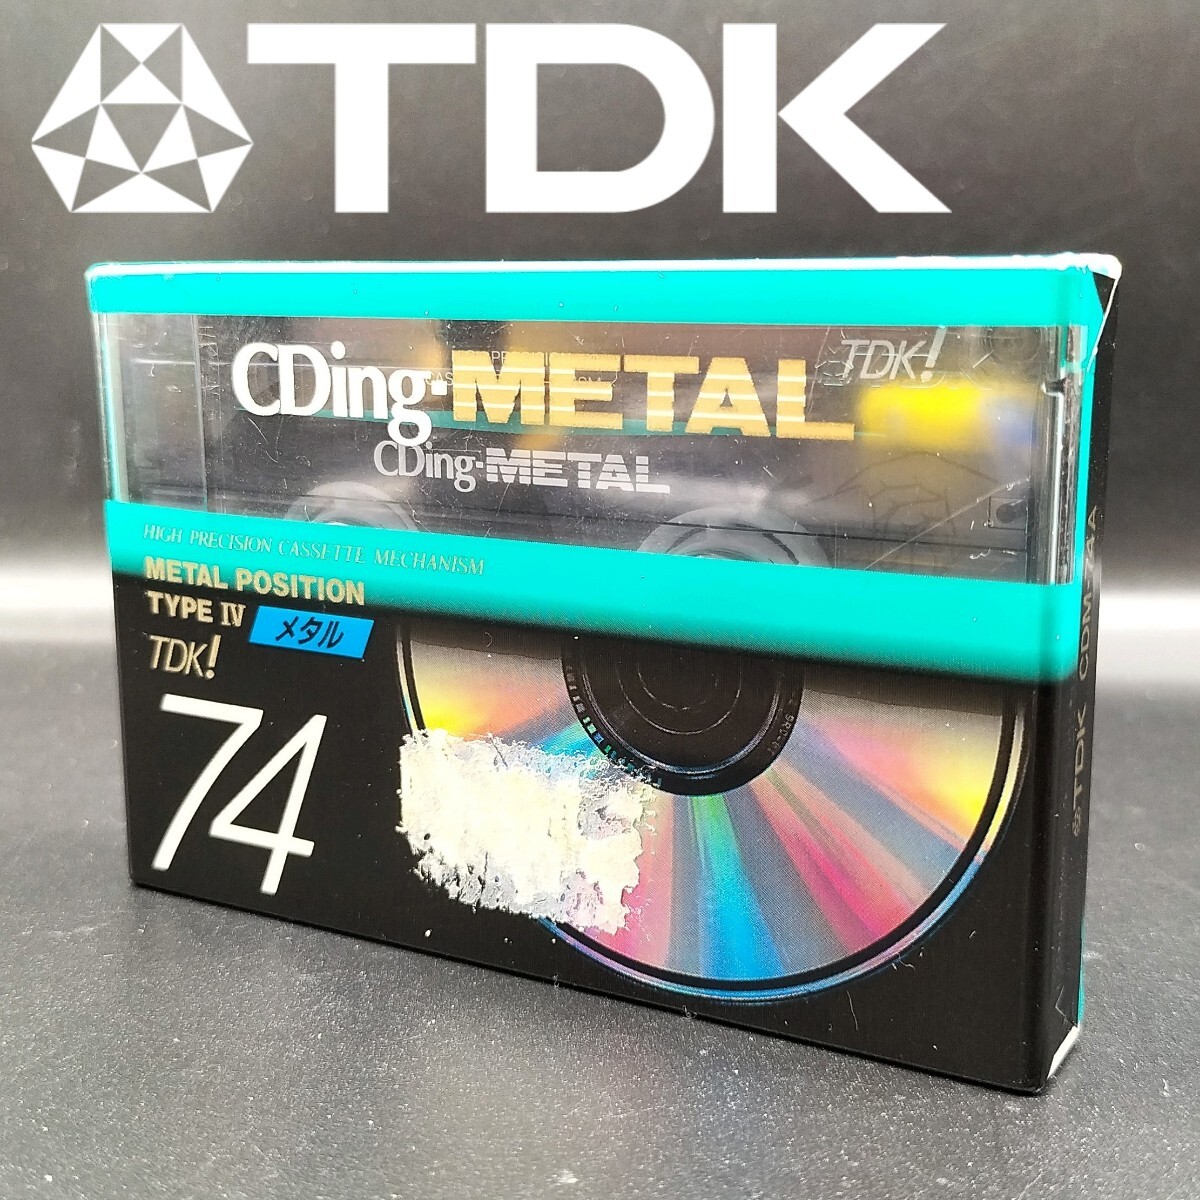 TDK
CDing-METAL
TDK!
CDing-METAL
HIGH PRECISION CASSETTE MECHANISM
METAL POSITION
TYPE IV メタル
TDK!
74
TDK CDM-74A